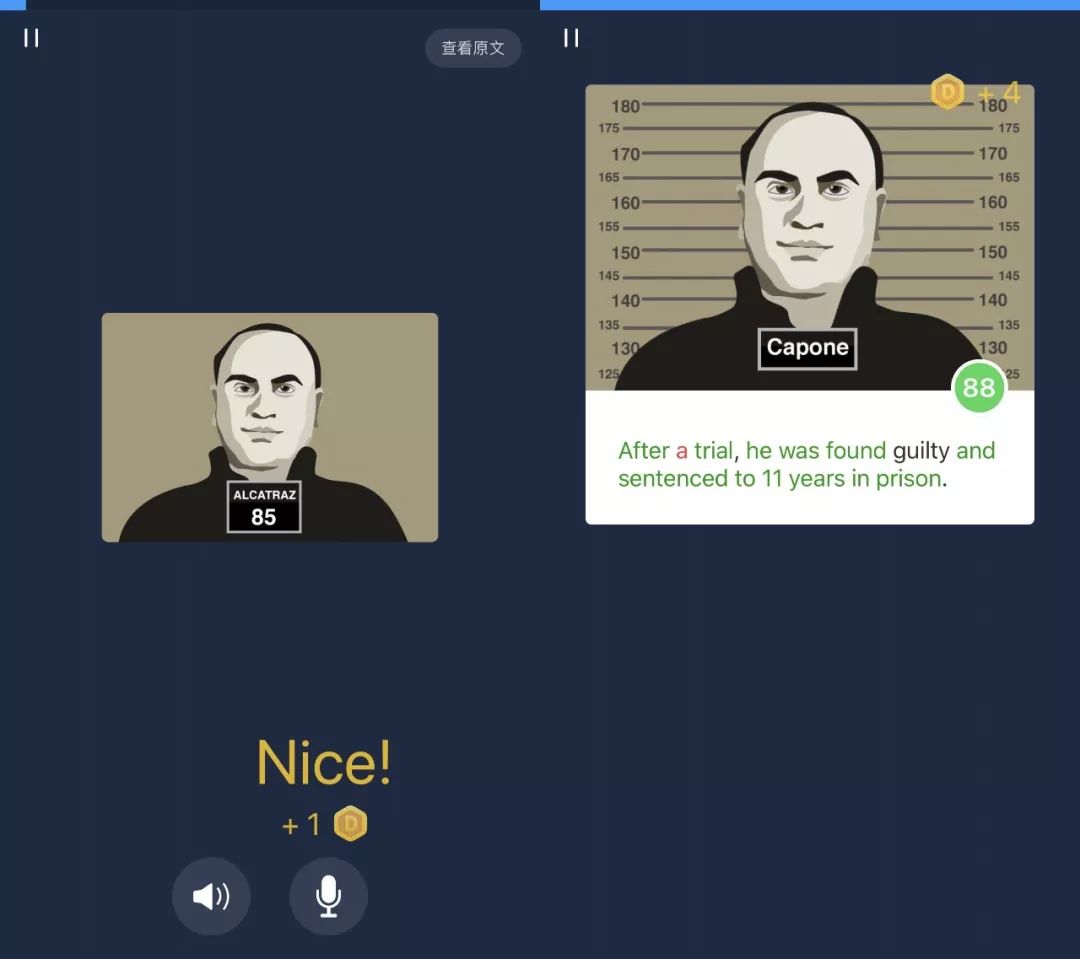 查看原文
ALCATRAZ
85
Nice!
+ 1 D
D + 4
180 180
175 175
170 170
165 165
160 160
155 155
150 150
145 145
140 140
135 135
130 130
125 25
Capone
88
After a trial, he was found guilty and
sentenced to 11 years in prison.